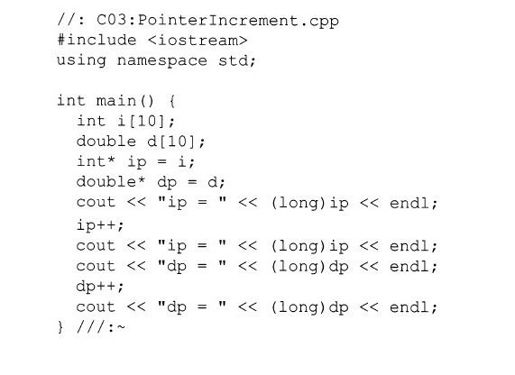 //: C03:PointerIncrement.cpp
#include <iostream>
using namespace std;

int main() {
  int i[10];
  double d[10];
  int* ip = i;
  double* dp = d;
  cout << "ip = " << (long)ip << endl;
  ip++;
  cout << "ip = " << (long)ip << endl;
  cout << "dp = " << (long)dp << endl;
  dp++;
  cout << "dp = " << (long)dp << endl;
} ///:~